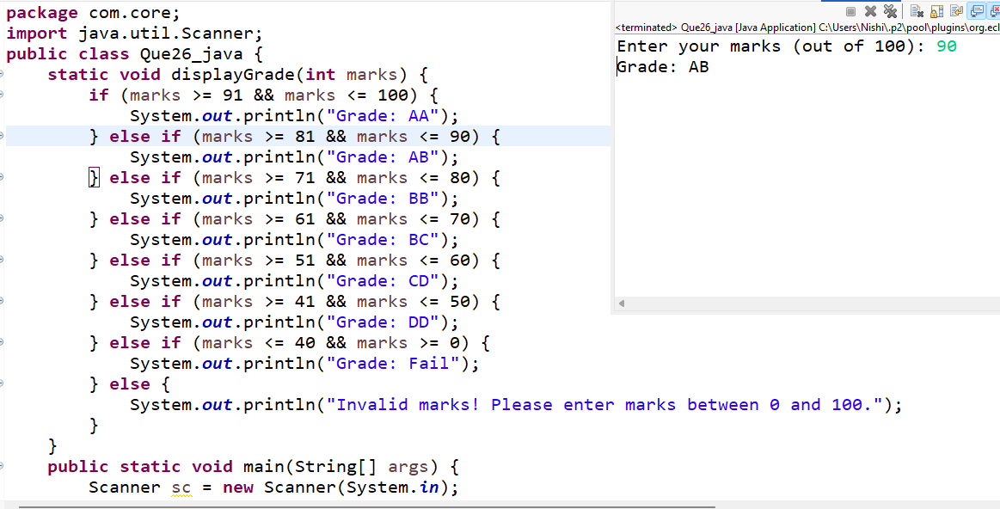 package com.core;
import java.util.Scanner;
public class Que26_java {
static void displayGrade(int marks) {
if (marks >= 91 && marks <= 100) {
System.out.println("Grade: AA");
} else if (marks >= 81 && marks <= 90) {
System.out.println("Grade: AB");
} else if (marks >= 71 && marks <= 80) {
System.out.println("Grade: BB");
} else if (marks >= 61 && marks <= 70) {
System.out.println("Grade: BC");
} else if (marks >= 51 && marks <= 60) {
System.out.println("Grade: CD");
} else if (marks >= 41 && marks <= 50) {
System.out.println("Grade: DD");
} else if (marks <= 40 && marks >= 0) {
System.out.println("Grade: Fail");
} else {
System.out.println("Invalid marks! Please enter marks between 0 and 100.");
}
}
public static void main(String[] args) {
Scanner sc = new Scanner(System.in);
<terminated> Que26_java [Java Application] C:\Users\Nishi\.p2\pool\plugins\org.ecl
Enter your marks (out of 100): 90
Grade: AB